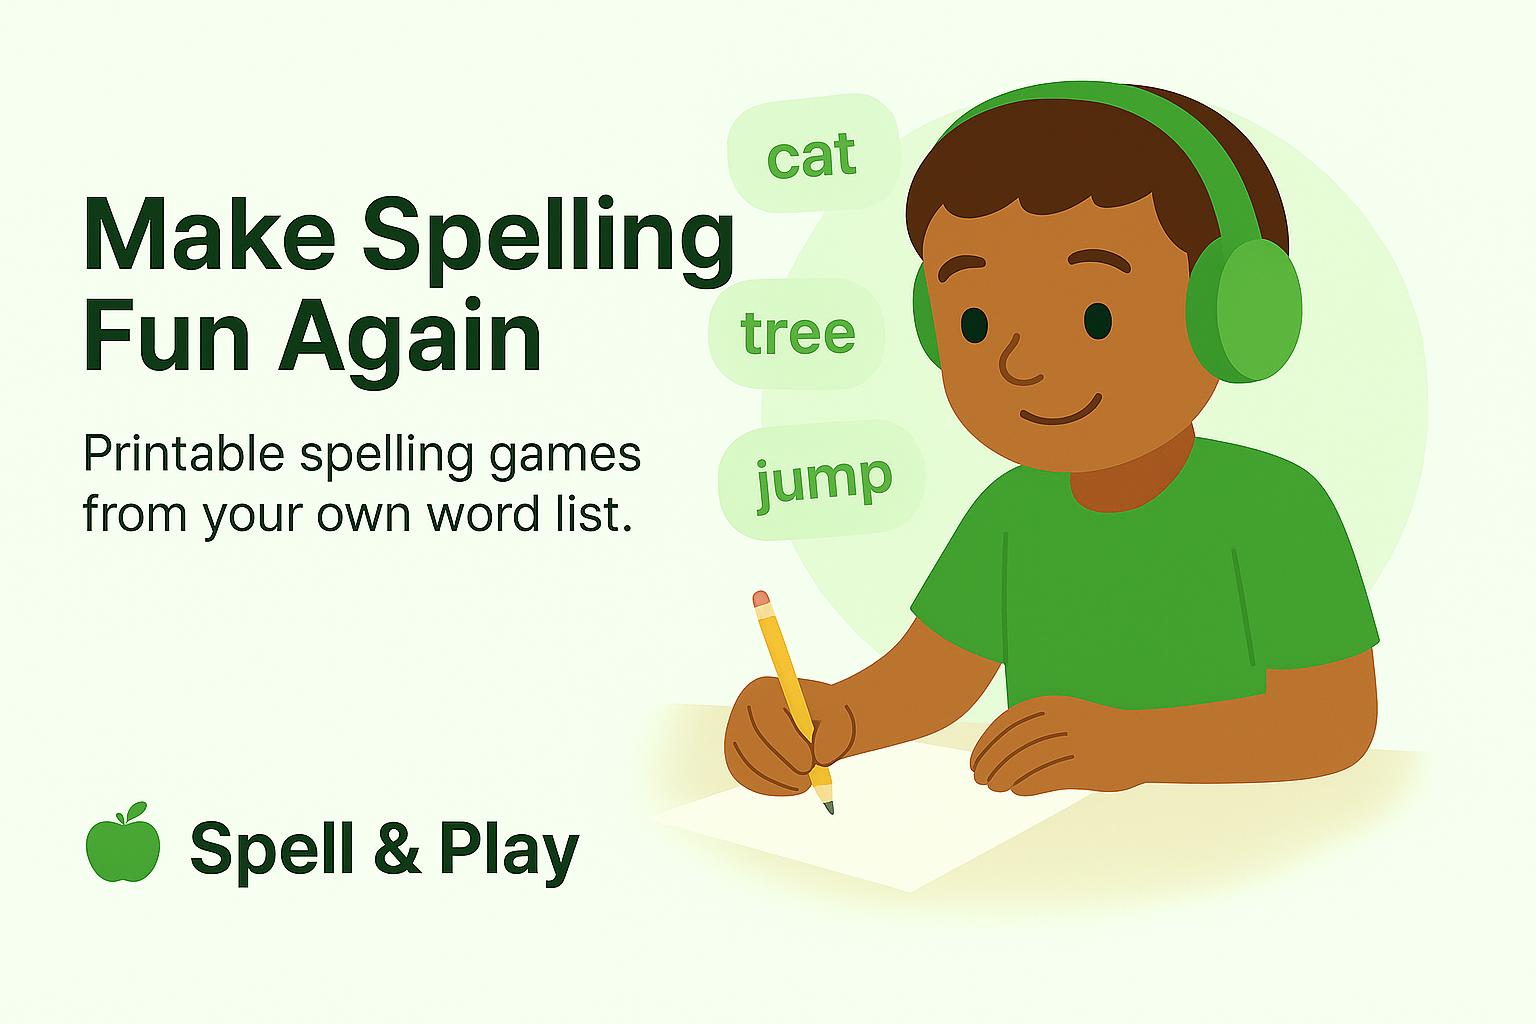 Make Spelling
Fun Again
Printable spelling games
from your own word list.
cat
tree
jump
Spell & Play